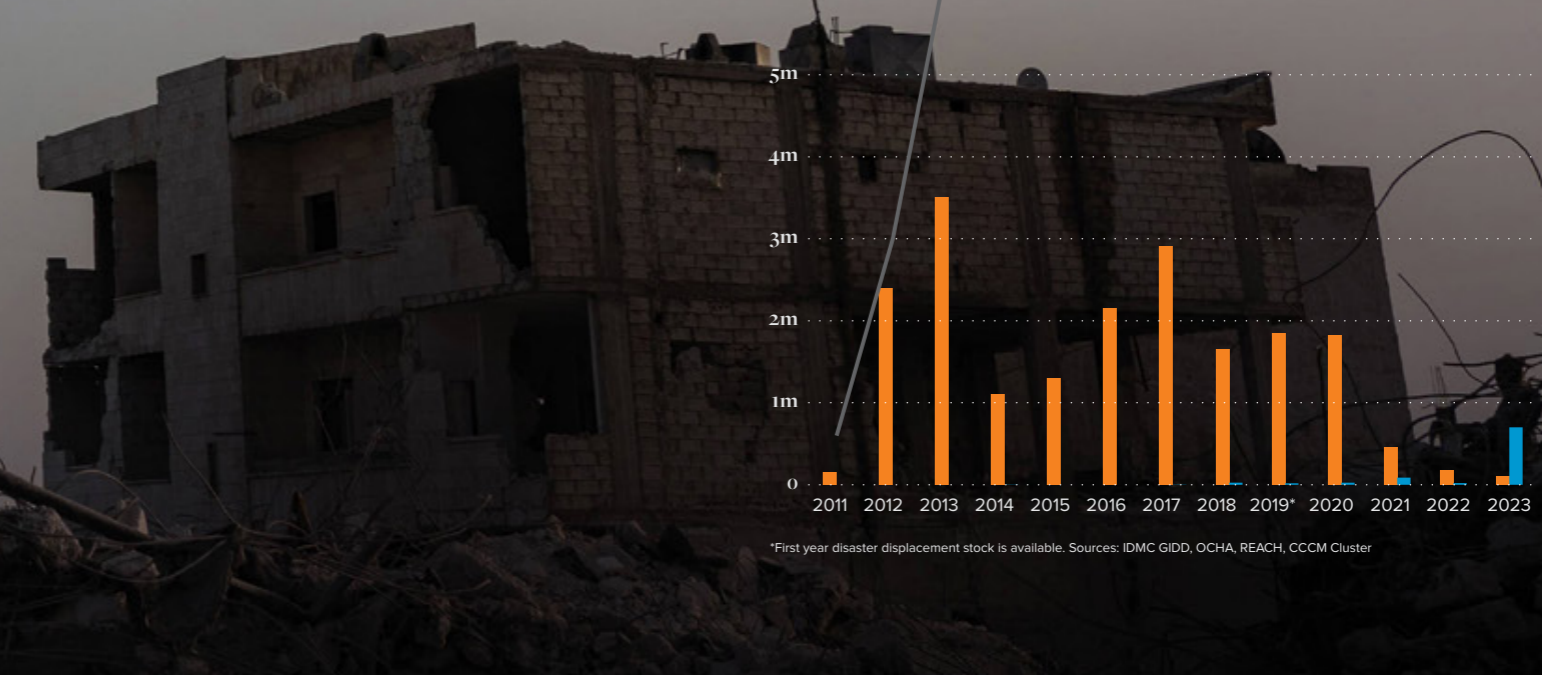 5m
4m
3m
2m
1m
0
2011 2012 2013 2014 2015 2016 2017 2018 2019* 2020 2021 2022 2023
*First year disaster displacement stock is available. Sources: IDMC GIDD, OCHA, REACH, CCCM Cluster